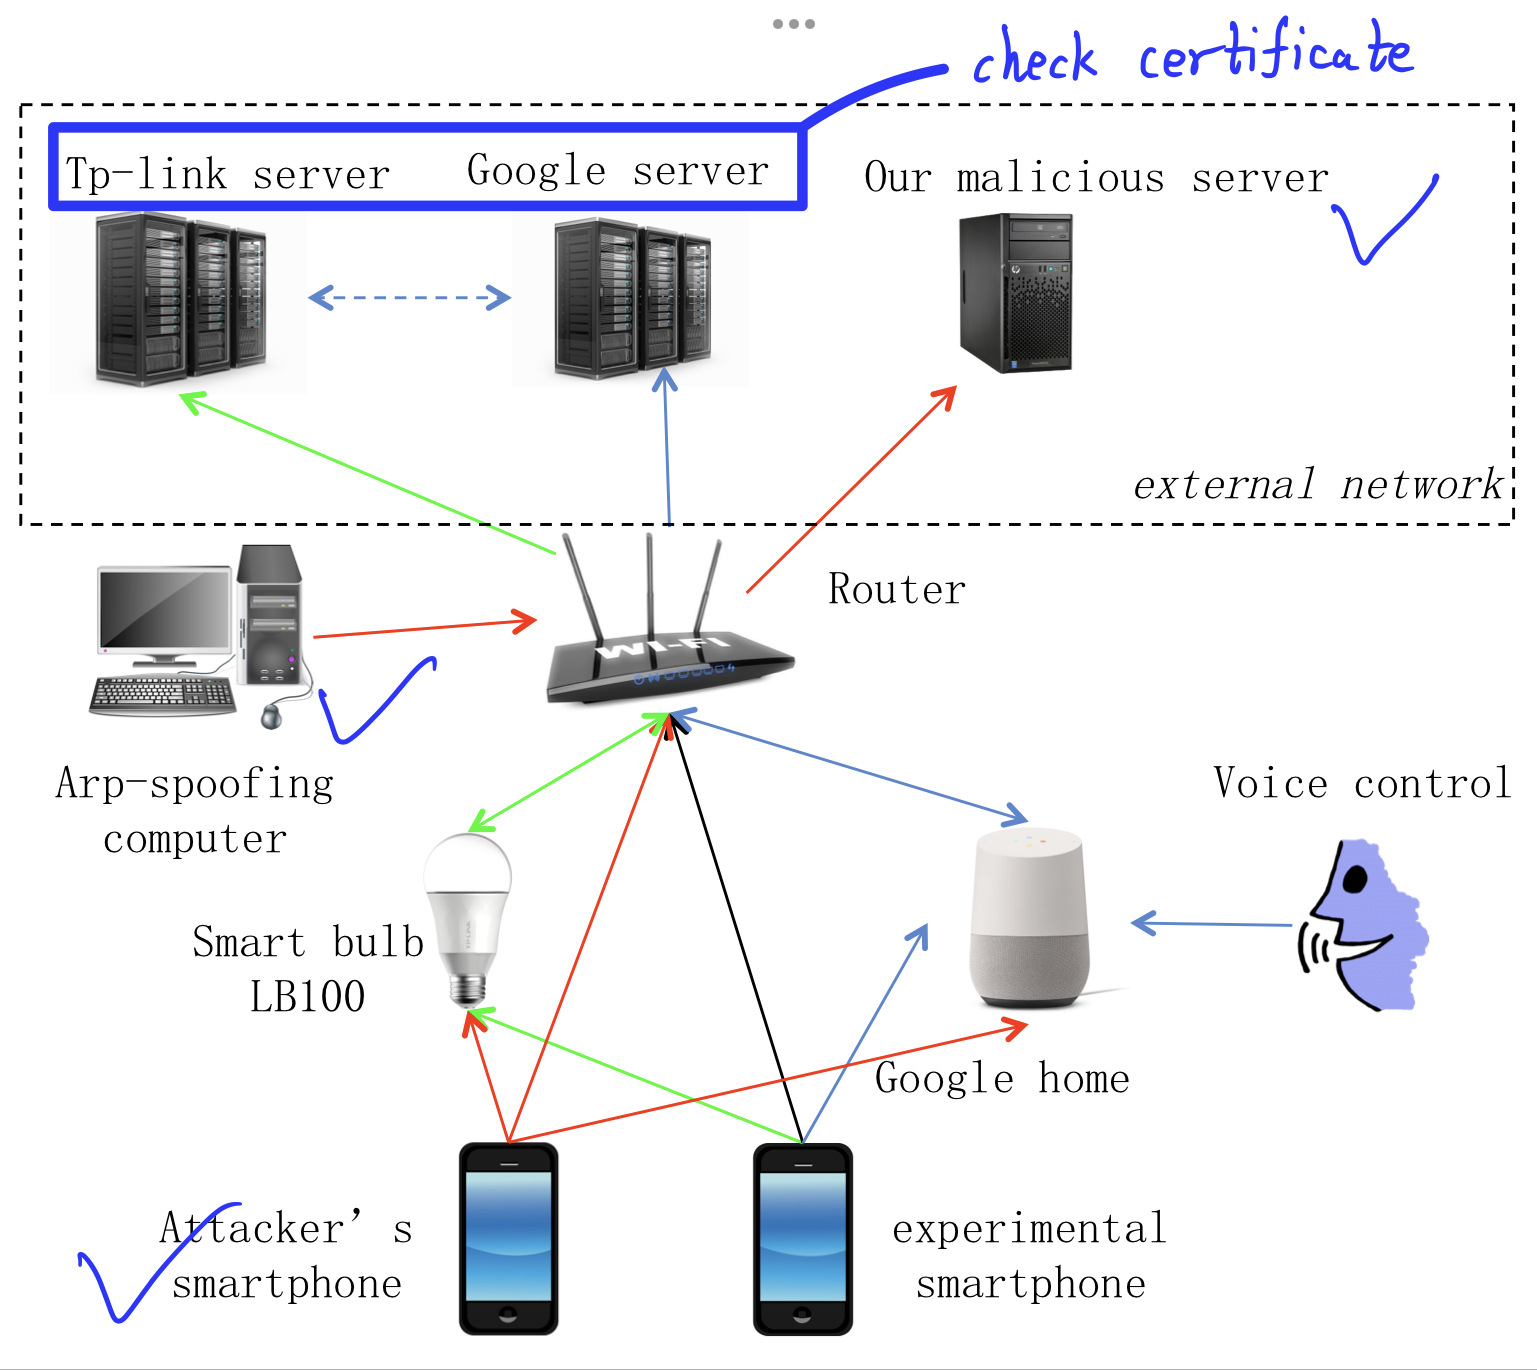 check certificate
Tp-link server
Google server
Our malicious server
external network
WI-FI
Router
Arp-spoofing
computer
Voice control
Smart bulb
LB100
Google home
Attacker's
smartphone
experimental
smartphone